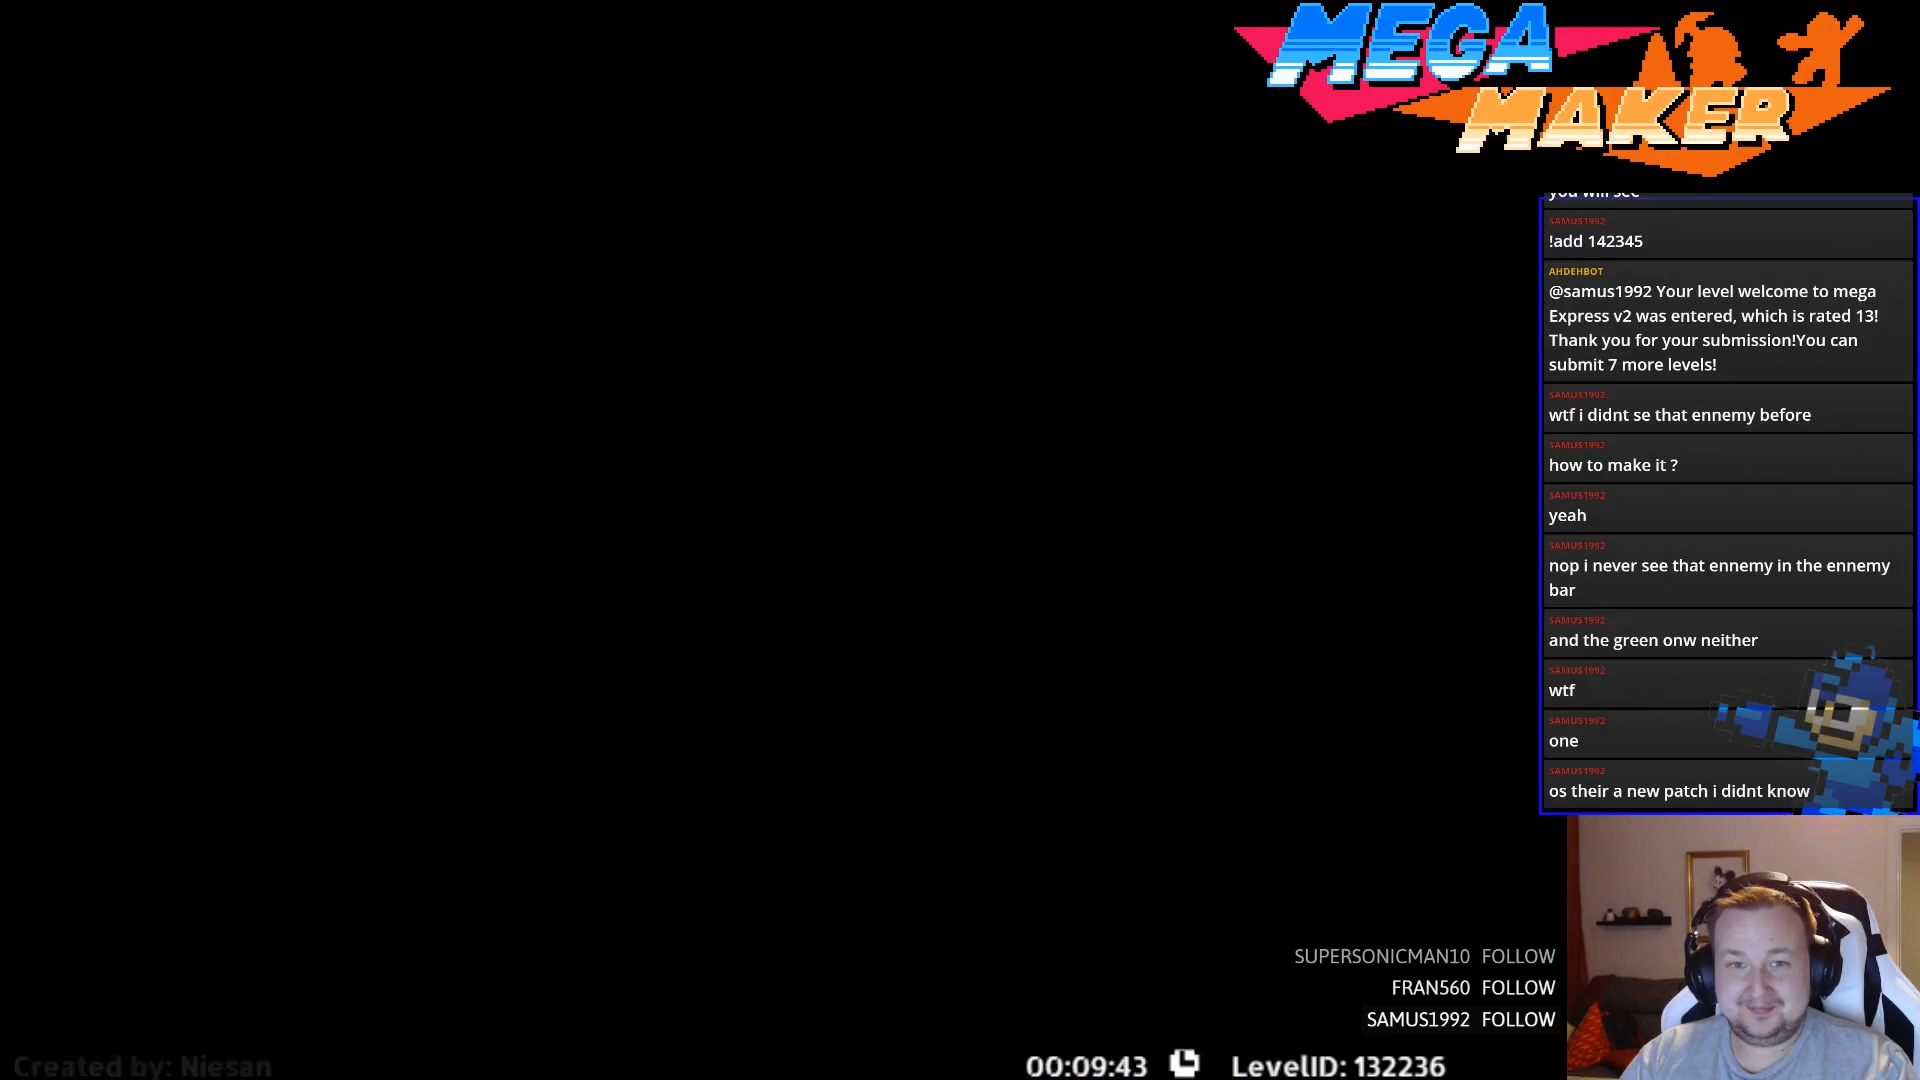 MEGA
MAKER
you will see
SAMUS1992
!add 142345
AHDEHBOT
@samus1992 Your level welcome to mega
Express v2 was entered, which is rated 13!
Thank you for your submission!You can
submit 7 more levels!
SAMUS1992
wtf i didnt se that ennemy before
SAMUS1992
how to make it ?
SAMUS1992
yeah
SAMUS1992
nop i never see that ennemy in the ennemy
bar
SAMUS1992
and the green onw neither
SAMUS1992
wtf
SAMUS1992
one
SAMUS1992
os their a new patch i didnt know
SUPERSONICMAN10 FOLLOW
FRAN560 FOLLOW
SAMUS1992 FOLLOW
Created by: Niesan
00:09:43
LevelID: 132236